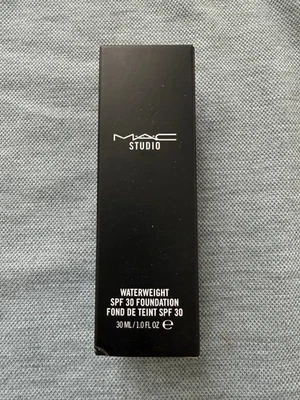 MAC
STUDIO
WATERWEIGHT
SPF 30 FOUNDATION
FOND DE TEINT SPF 30
30 ML / 1.0 FL OZ ℮